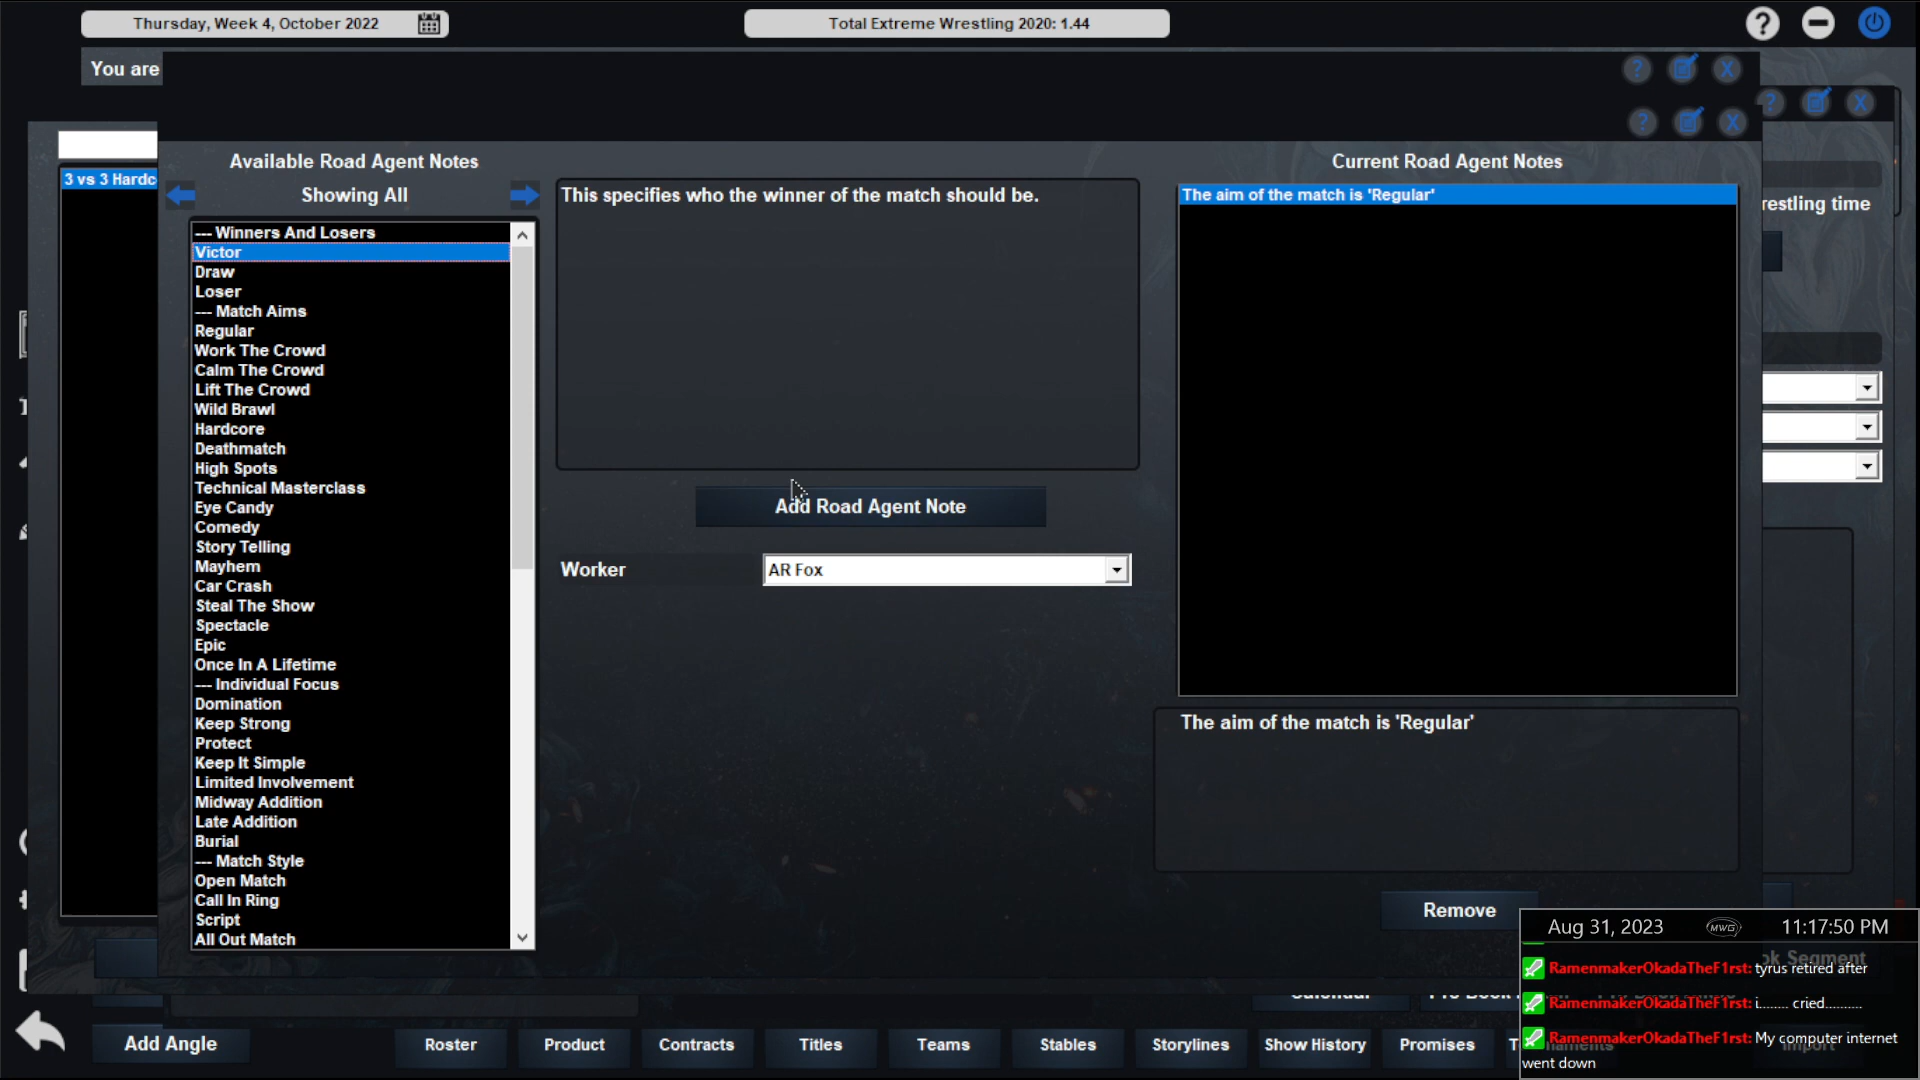 Thursday, Week 4, October 2022
Total Extreme Wrestling 2020: 1.44
You are
Available Road Agent Notes
Showing All
Current Road Agent Notes
3 vs 3 Hardc
This specifies who the winner of the match should be.
The aim of the match is 'Regular'
restling time
--- Winners And Losers
Victor
Draw
Loser
--- Match Aims
Regular
Work The Crowd
Calm The Crowd
Lift The Crowd
Wild Brawl
Hardcore
Deathmatch
High Spots
Technical Masterclass
Eye Candy
Comedy
Story Telling
Mayhem
Car Crash
Steal The Show
Spectacle
Epic
Once In A Lifetime
--- Individual Focus
Domination
Keep Strong
Protect
Keep It Simple
Limited Involvement
Midway Addition
Late Addition
Burial
--- Match Style
Open Match
Call In Ring
Script
All Out Match
Add Road Agent Note
Worker
AR Fox
The aim of the match is 'Regular'
Remove
Aug 31, 2023 MWG 11:17:50 PM
ok Segment
RamenmakerOkadaTheF1rst: tyrus retired after
RamenmakerOkadaTheF1rst: i........ cried..........
RamenmakerOkadaTheF1rst: My computer internet
went down
Calendar
Add Angle
Roster
Product
Contracts
Titles
Teams
Stables
Storylines
Show History
Promises
Import